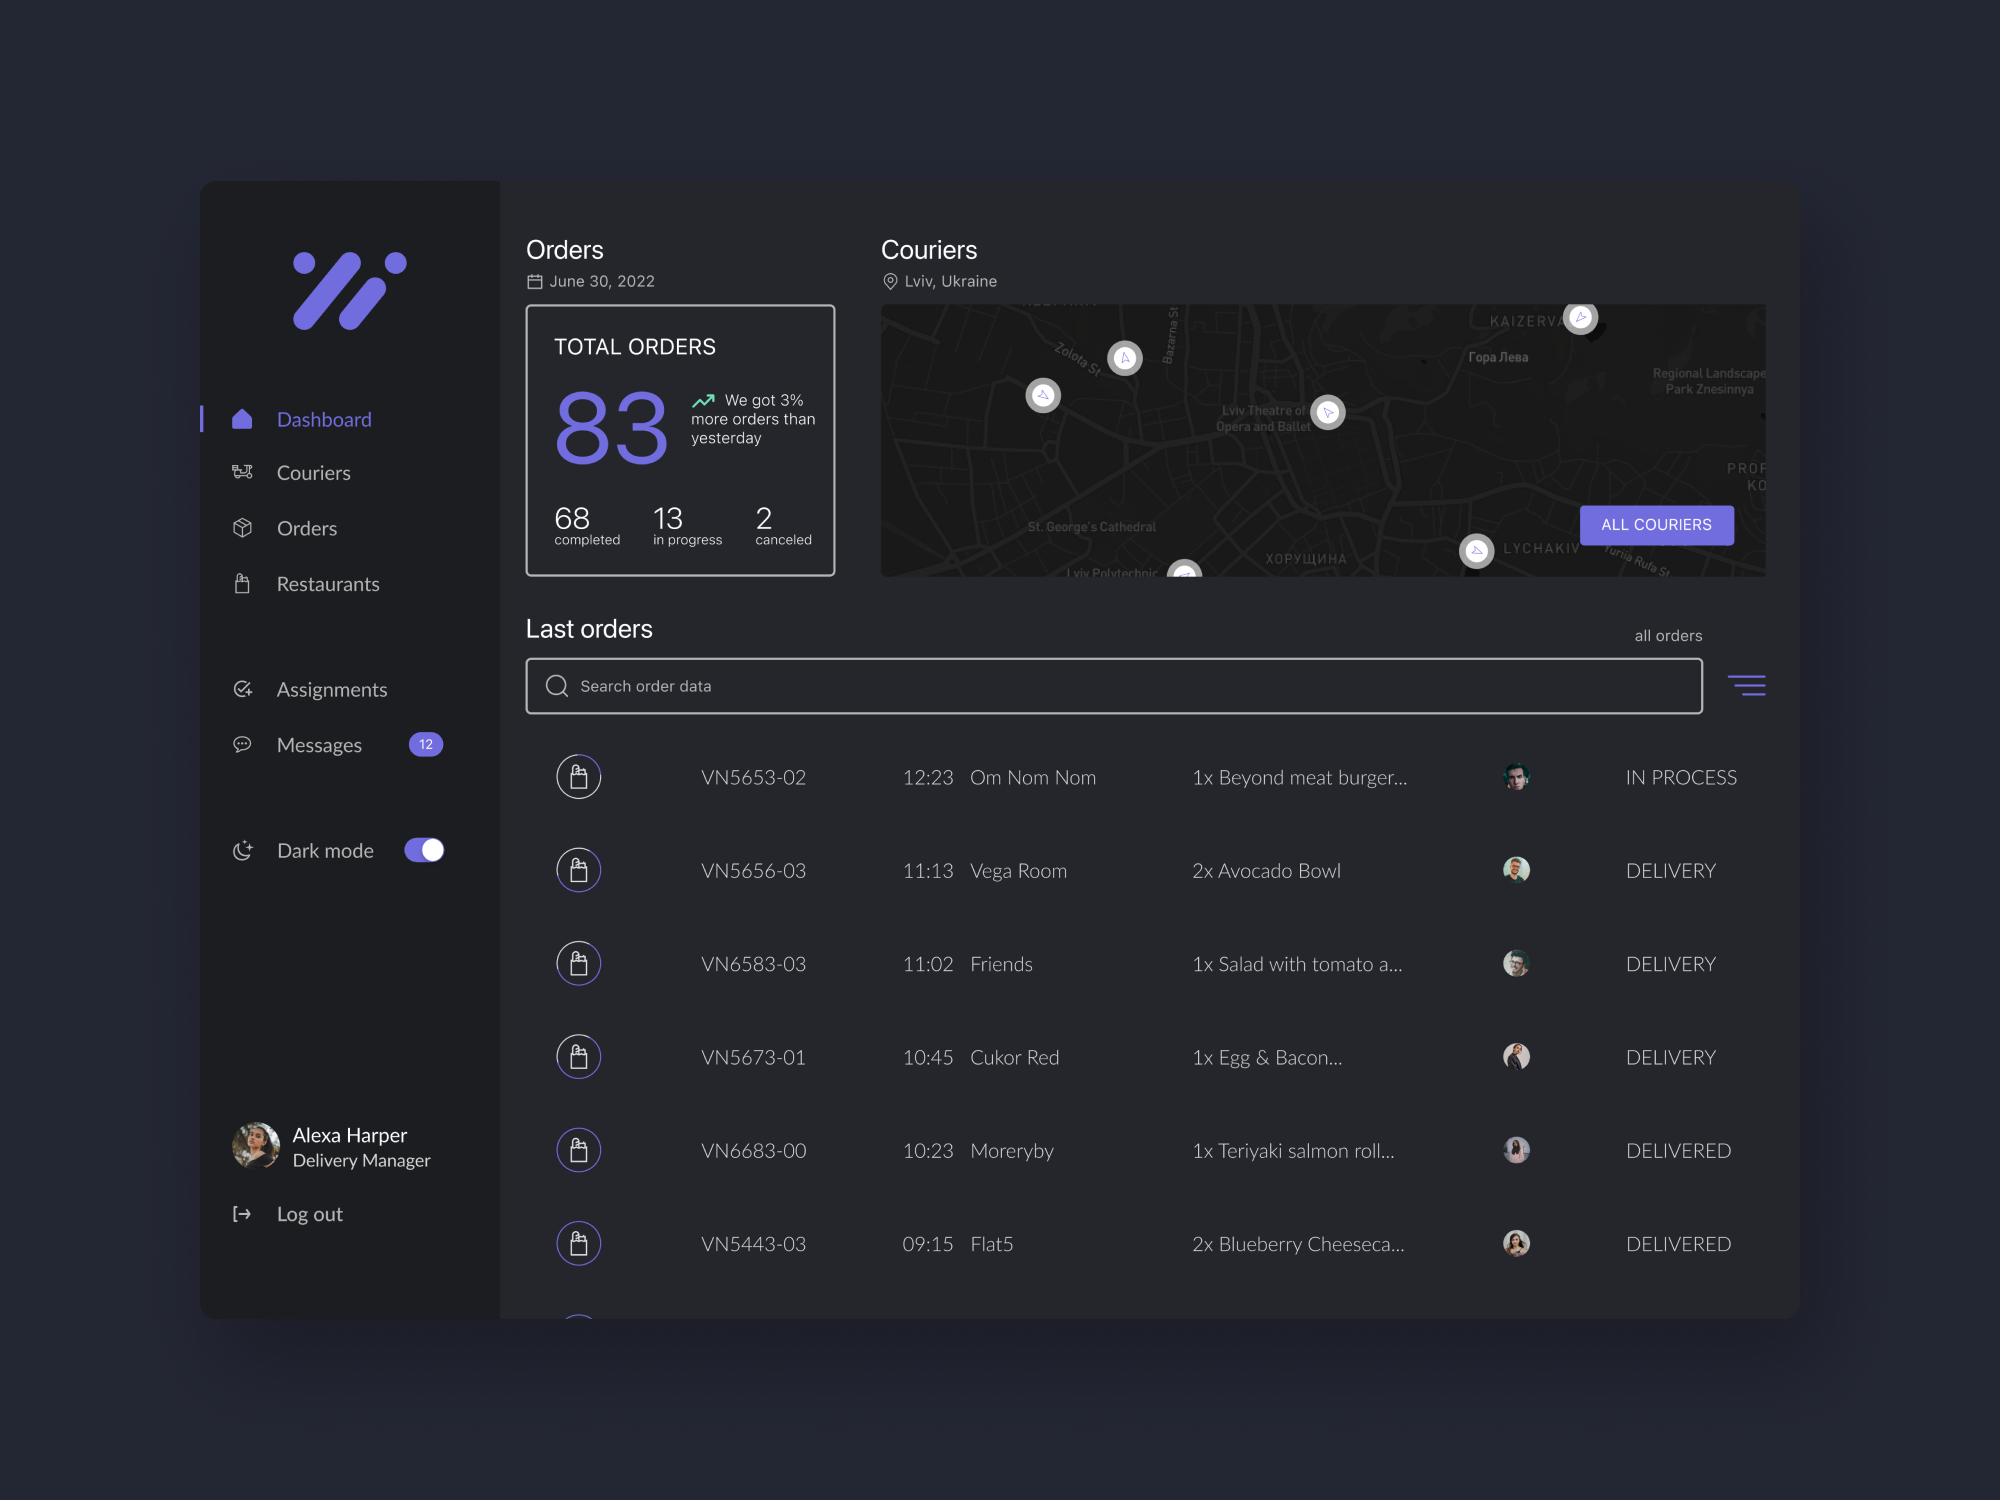 Dashboard
Couriers
Orders
Restaurants
Assignments
Messages 12
Dark mode
Alexa Harper
Delivery Manager
Log out
Orders
June 30, 2022
TOTAL ORDERS
83
We got 3%
more orders than
yesterday
68 13 2
completed in progress canceled
Couriers
Lviv, Ukraine
Zolota St
Bazarna St
KAIZERVA
Гора Лева
Regional Landscape
Park Znesinnya
Lviv Theatre of
Opera and Ballet
PROF
KO
St. George's Cathedral
ALL COURIERS
LYCHAKIV
Yuriia Rufa St
ХОРУЩИНА
Lviv Polytechnic
Last orders
all orders
Search order data
VN5653-02 12:23 Om Nom Nom 1x Beyond meat burger... IN PROCESS
VN5656-03 11:13 Vega Room 2x Avocado Bowl DELIVERY
VN6583-03 11:02 Friends 1x Salad with tomato a... DELIVERY
VN5673-01 10:45 Cukor Red 1x Egg & Bacon... DELIVERY
VN6683-00 10:23 Moreryby 1x Teriyaki salmon roll... DELIVERED
VN5443-03 09:15 Flat5 2x Blueberry Cheeseca... DELIVERED